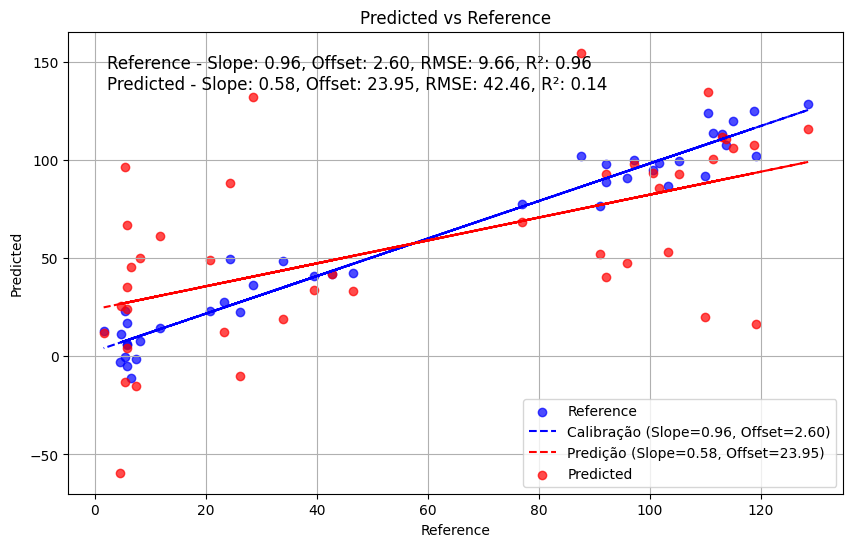 Predicted vs Reference
Reference - Slope: 0.96, Offset: 2.60, RMSE: 9.66, R²: 0.96
Predicted - Slope: 0.58, Offset: 23.95, RMSE: 42.46, R²: 0.14
150
100
50
0
−50
Predicted
Reference
Calibração (Slope=0.96, Offset=2.60)
Predição (Slope=0.58, Offset=23.95)
Predicted
0 20 40 60 80 100 120
Reference